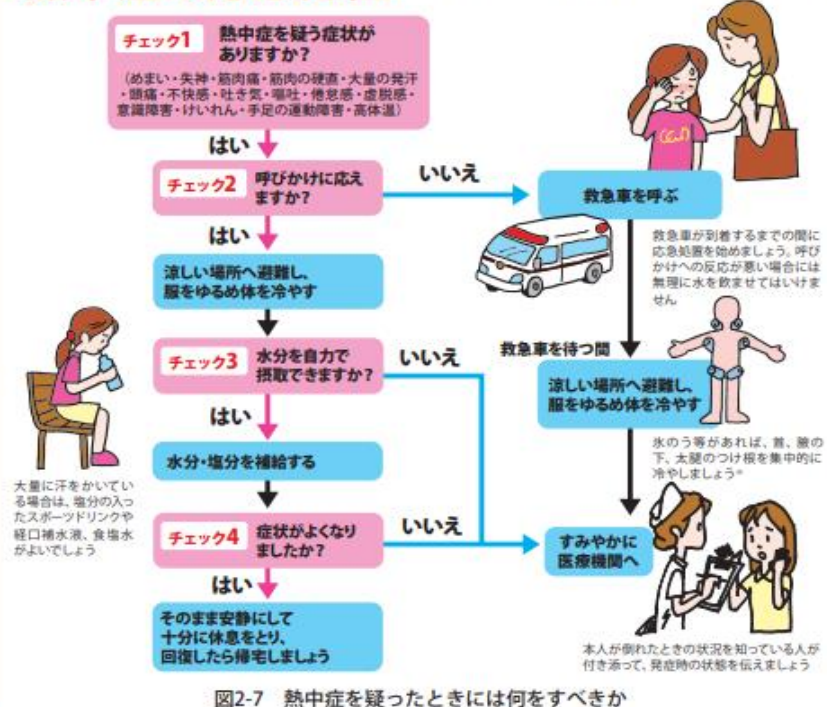 チェック1 熱中症を疑う症状が
ありますか?
(めまい・失神・筋肉痛・筋肉の硬直・大量の発汗
・頭痛・不快感・吐き気・嘔吐・倦怠感・虚脱感・
意識障害・けいれん・手足の運動障害・高体温)
はい
チェック2 呼びかけに応え
ますか?
いいえ
救急車を呼ぶ
救急車が到着するまでの間に
応急処置を始めましょう。呼び
かけへの反応が悪い場合には
無理に水を飲ませてはいけま
せん
はい
涼しい場所へ避難し、
服をゆるめ体を冷やす
チェック3 水分を自力で
摂取できますか?
いいえ
救急車を待つ間
涼しい場所へ避難し、
服をゆるめ体を冷やす
氷のう等があれば、首、腋の
下、太腿のつけ根を集中的に
冷やしましょう※
はい
水分・塩分を補給する
大量に汗をかいてい
る場合は、塩分の入っ
たスポーツドリンクや
経口補水液、食塩水
がよいでしょう
チェック4 症状がよくなり
ましたか?
いいえ
すみやかに
医療機関へ
はい
そのまま安静にして
十分に休息をとり、
回復したら帰宅しましょう
本人が倒れたときの状況を知っている人が
付き添って、発症時の状態を伝えましょう
図2-7 熱中症を疑ったときには何をすべきか